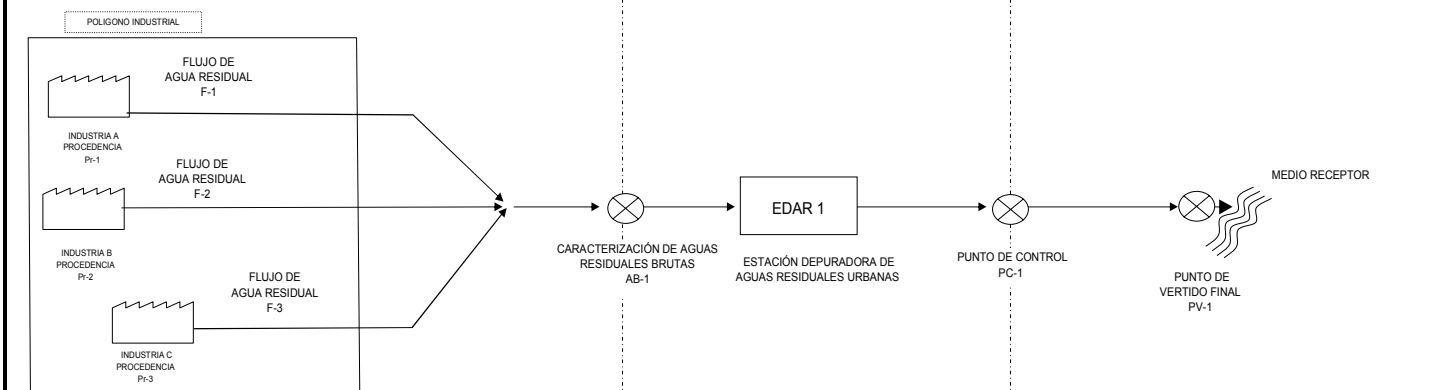 POLIGONO INDUSTRIAL
FLUJO DE
AGUA RESIDUAL
F-1
INDUSTRIA A
PROCEDENCIA
Pr-1
FLUJO DE
AGUA RESIDUAL
F-2
INDUSTRIA B
PROCEDENCIA
Pr-2
FLUJO DE
AGUA RESIDUAL
F-3
INDUSTRIA C
PROCEDENCIA
Pr-3
CARACTERIZACIÓN DE AGUAS
RESIDUALES BRUTAS
AB-1
EDAR 1
ESTACIÓN DEPURADORA DE
AGUAS RESIDUALES URBANAS
PUNTO DE CONTROL
PC-1
MEDIO RECEPTOR
PUNTO DE
VERTIDO FINAL
PV-1